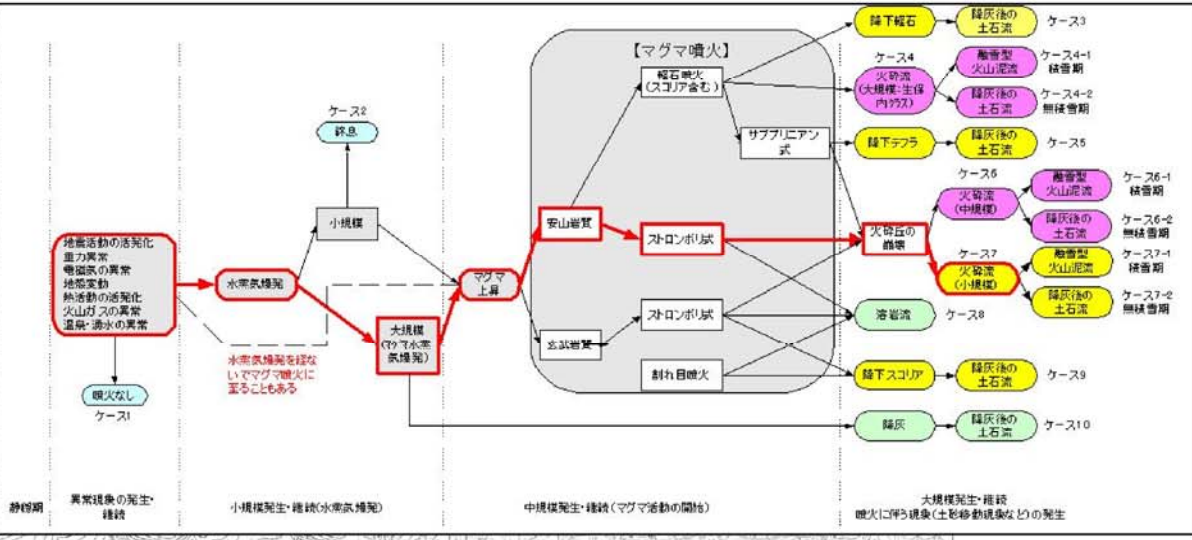 地震活動の活発化
重力異常
電磁気の異常
地殻変動
熱活動の活発化
火山ガスの異常
温泉・湧水の異常
噴火なし
ケース1
水蒸気爆発
水蒸気爆発を経な
いでマグマ噴火に
至ることもある
ケース2
終息
小規模
大規模
(マグマ水蒸
気爆発)
マグマ
上昇
【マグマ噴火】
軽石噴火
(スコリア含む)
サブプリニアン
式
安山岩質
ストロンボリ式
玄武岩質
ストロンボリ式
割れ目噴火
降下軽石
降灰後の
土石流
ケース3
ケース4
火砕流
(大規模:生保
内クラス)
融雪型
火山泥流
ケース4-1
積雪期
降灰後の
土石流
ケース4-2
無積雪期
降下テフラ
降灰後の
土石流
ケース5
火砕丘の
崩壊
ケース6
火砕流
(中規模)
融雪型
火山泥流
ケース6-1
積雪期
降灰後の
土石流
ケース6-2
無積雪期
ケース7
火砕流
(小規模)
融雪型
火山泥流
ケース7-1
積雪期
降灰後の
土石流
ケース7-2
無積雪期
溶岩流
ケース8
降下スコリア
降灰後の
土石流
ケース9
降灰
降灰後の
土石流
ケース10
静穏期
異常現象の発生・
継続
小規模発生・継続(水蒸気爆発)
中規模発生・継続(マグマ活動の開始)
大規模発生・継続
噴火に伴う現象(土砂移動現象など)の発生